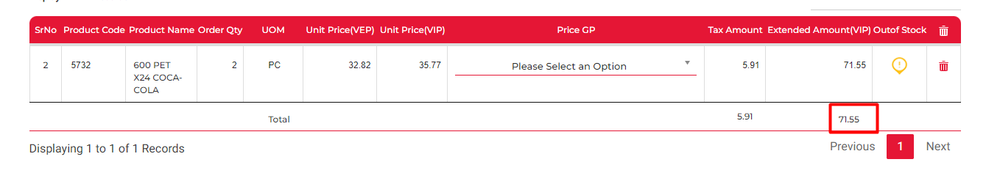 SrNo Product Code Product Name Order Qty UOM Unit Price(VEP) Unit Price(VIP) Price GP Tax Amount Extended Amount(VIP) Outof Stock
2 5732 600 PET 2 PC 32.82 35.77 Please Select an Option 5.91 71.55
X24 COCA-
COLA
Total 5.91 71.55
Displaying 1 to 1 of 1 Records Previous 1 Next